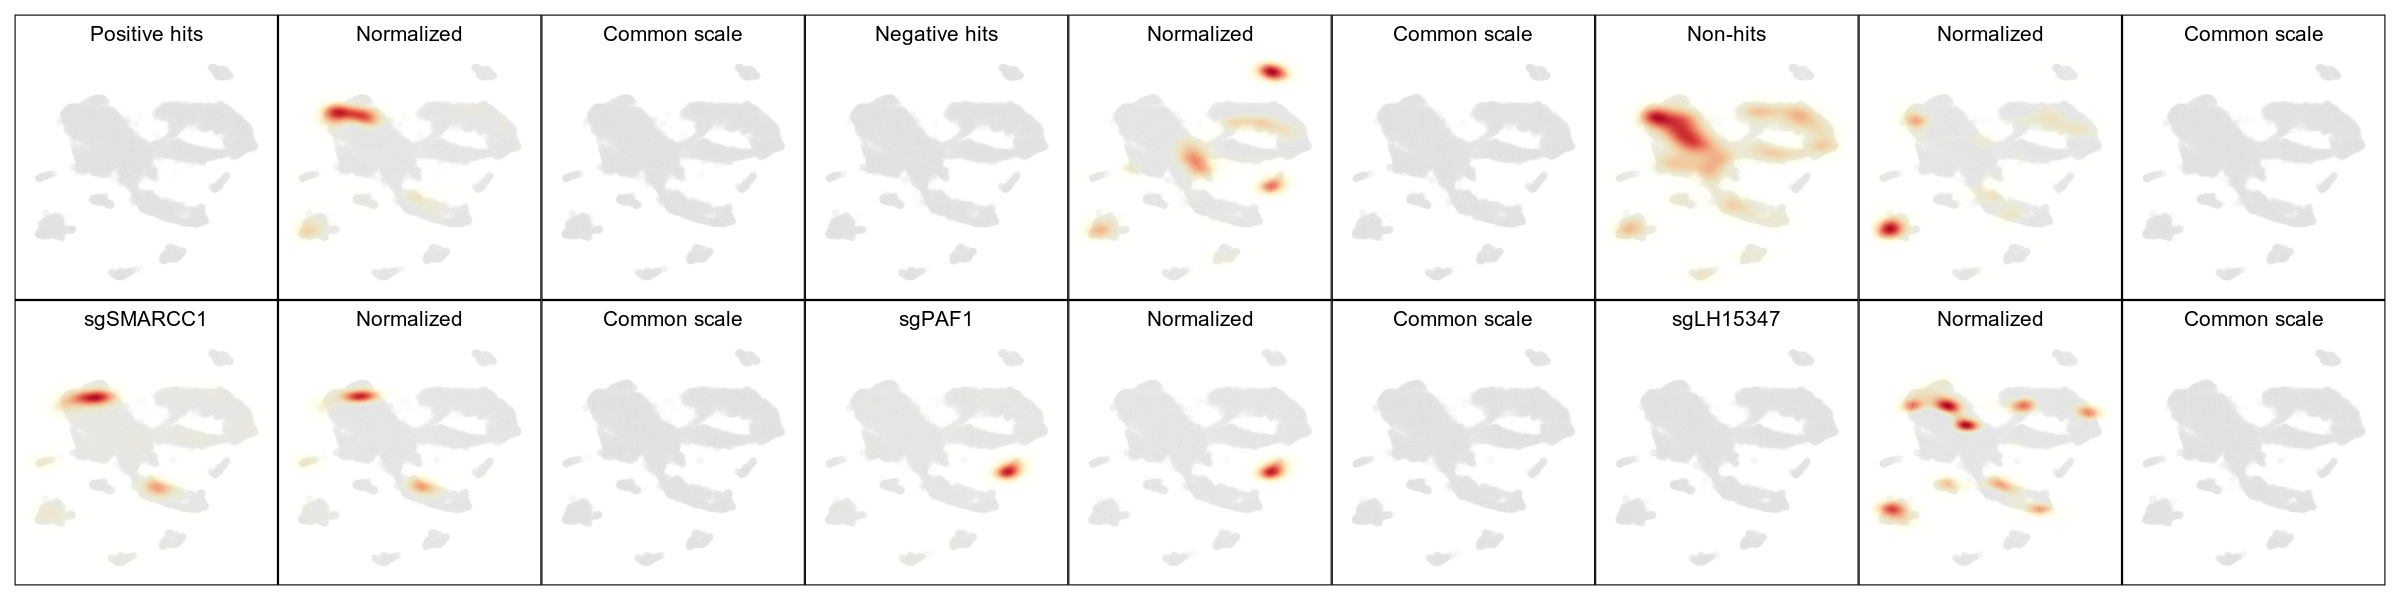 Positive hits
Normalized
Common scale
Negative hits
Normalized
Common scale
Non-hits
Normalized
Common scale
sgSMARCC1
Normalized
Common scale
sgPAF1
Normalized
Common scale
sgLH15347
Normalized
Common scale